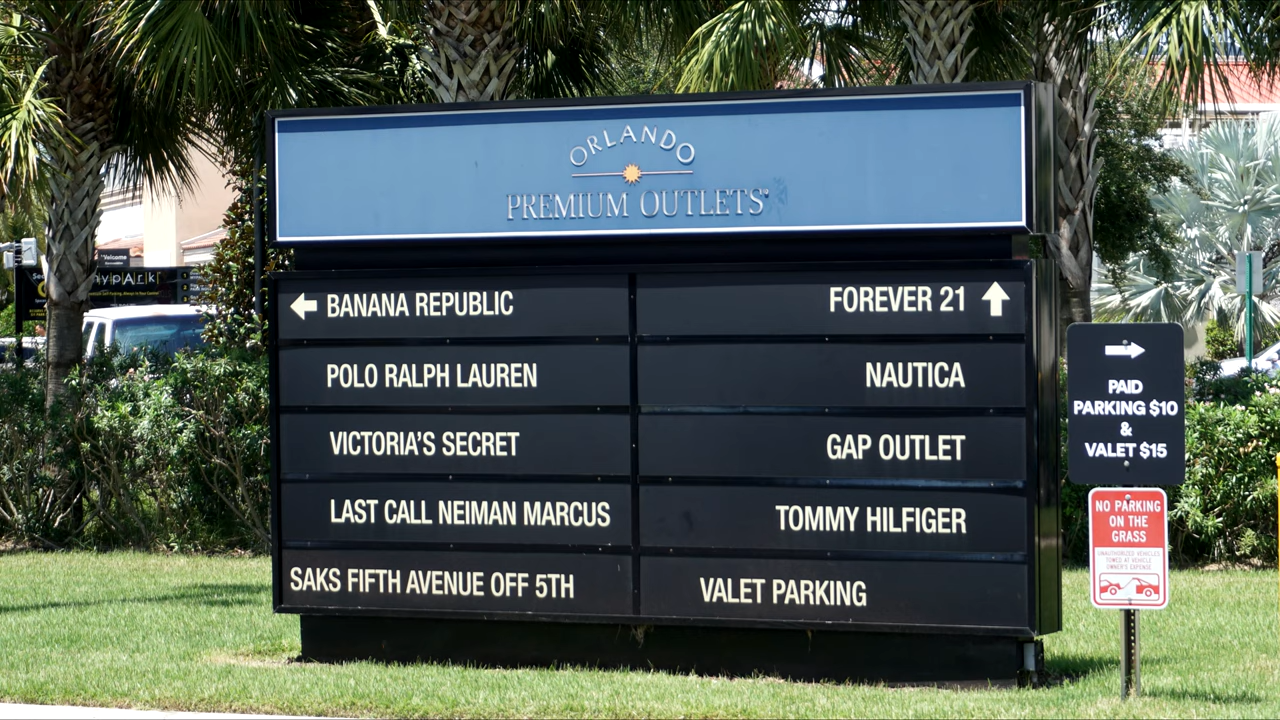 ORLANDO
PREMIUM OUTLETS
BANANA REPUBLIC
POLO RALPH LAUREN
VICTORIA'S SECRET
LAST CALL NEIMAN MARCUS
SAKS FIFTH AVENUE OFF 5TH
FOREVER 21
NAUTICA
GAP OUTLET
TOMMY HILFIGER
VALET PARKING
PAID
PARKING $10
&
VALET $15
NO PARKING
ON THE
GRASS
UNAUTHORIZED VEHICLES
TOWED AT VEHICLE
OWNER'S EXPENSE
Welcome